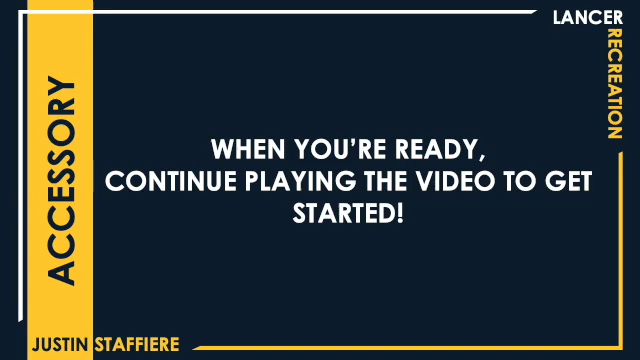 LANCER
RECREATION
ACCESSORY
WHEN YOU'RE READY,
CONTINUE PLAYING THE VIDEO TO GET
STARTED!
JUSTIN STAFFIERE